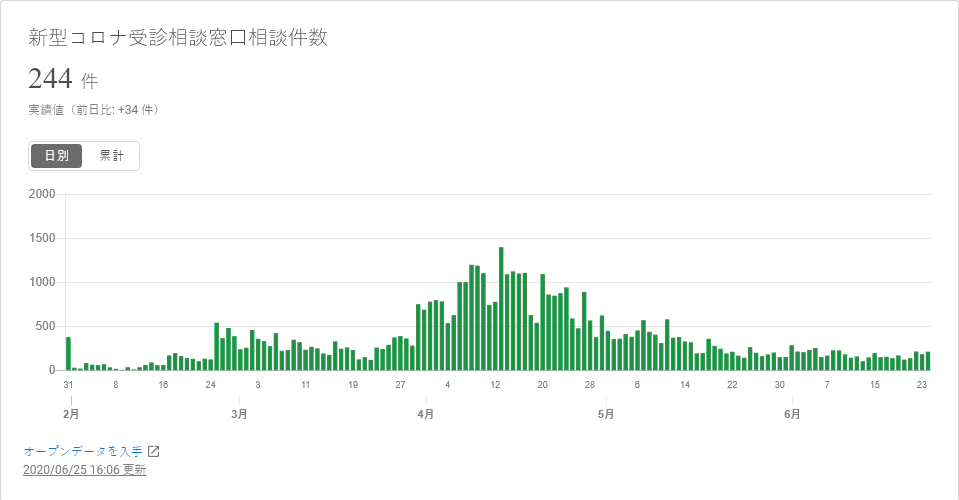 新型コロナ受診相談窓口相談件数
244 件
実績値（前日比: +34 件）
日別 累計
2000
1500
1000
500
0
31 8 16 24 3 11 19 27 4 12 20 28 6 14 22 30 7 15 23
2月 3月 4月 5月 6月
オープンデータを入手
2020/06/25 16:06 更新